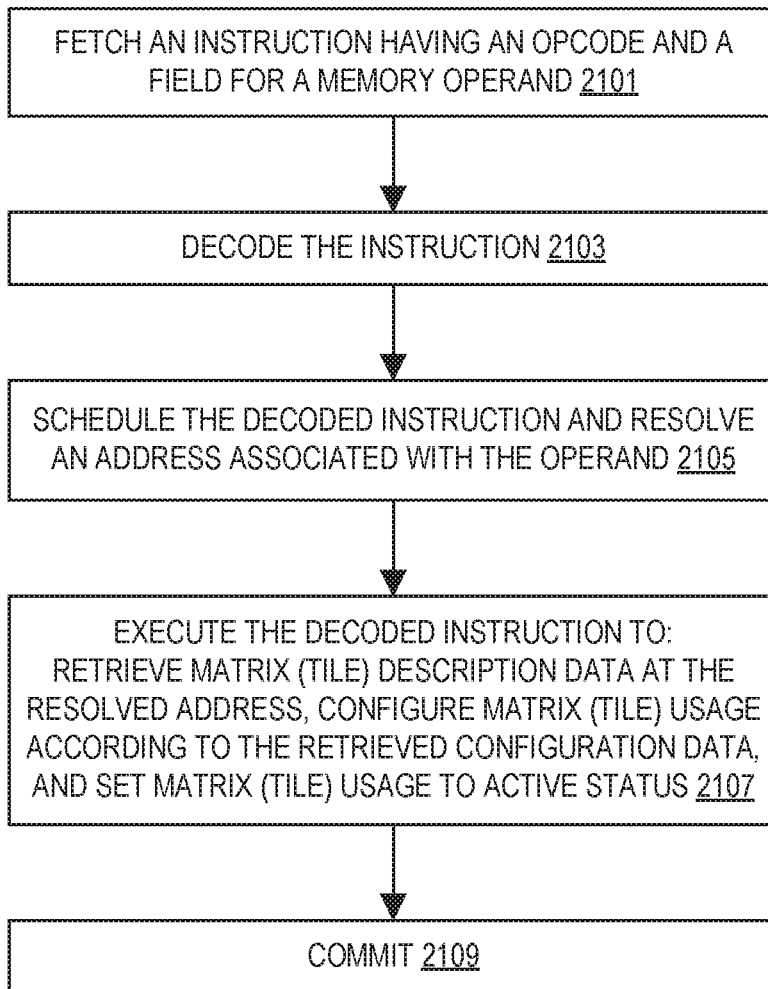 FETCH AN INSTRUCTION HAVING AN OPCODE AND A
FIELD FOR A MEMORY OPERAND 2101
DECODE THE INSTRUCTION 2103
SCHEDULE THE DECODED INSTRUCTION AND RESOLVE
AN ADDRESS ASSOCIATED WITH THE OPERAND 2105
EXECUTE THE DECODED INSTRUCTION TO:
RETRIEVE MATRIX (TILE) DESCRIPTION DATA AT THE
RESOLVED ADDRESS, CONFIGURE MATRIX (TILE) USAGE
ACCORDING TO THE RETRIEVED CONFIGURATION DATA,
AND SET MATRIX (TILE) USAGE TO ACTIVE STATUS 2107
COMMIT 2109